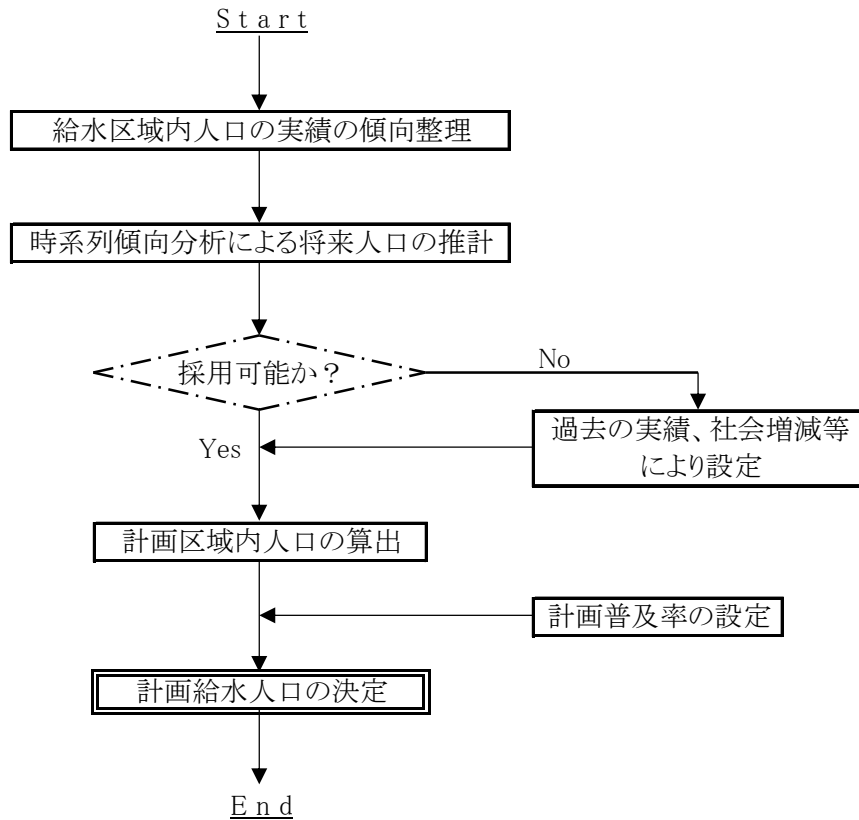 Start
給水区域内人口の実績の傾向整理
時系列傾向分析による将来人口の推計
採用可能か？
No
過去の実績、社会増減等
により設定
Yes
計画区域内人口の算出
計画普及率の設定
計画給水人口の決定
End